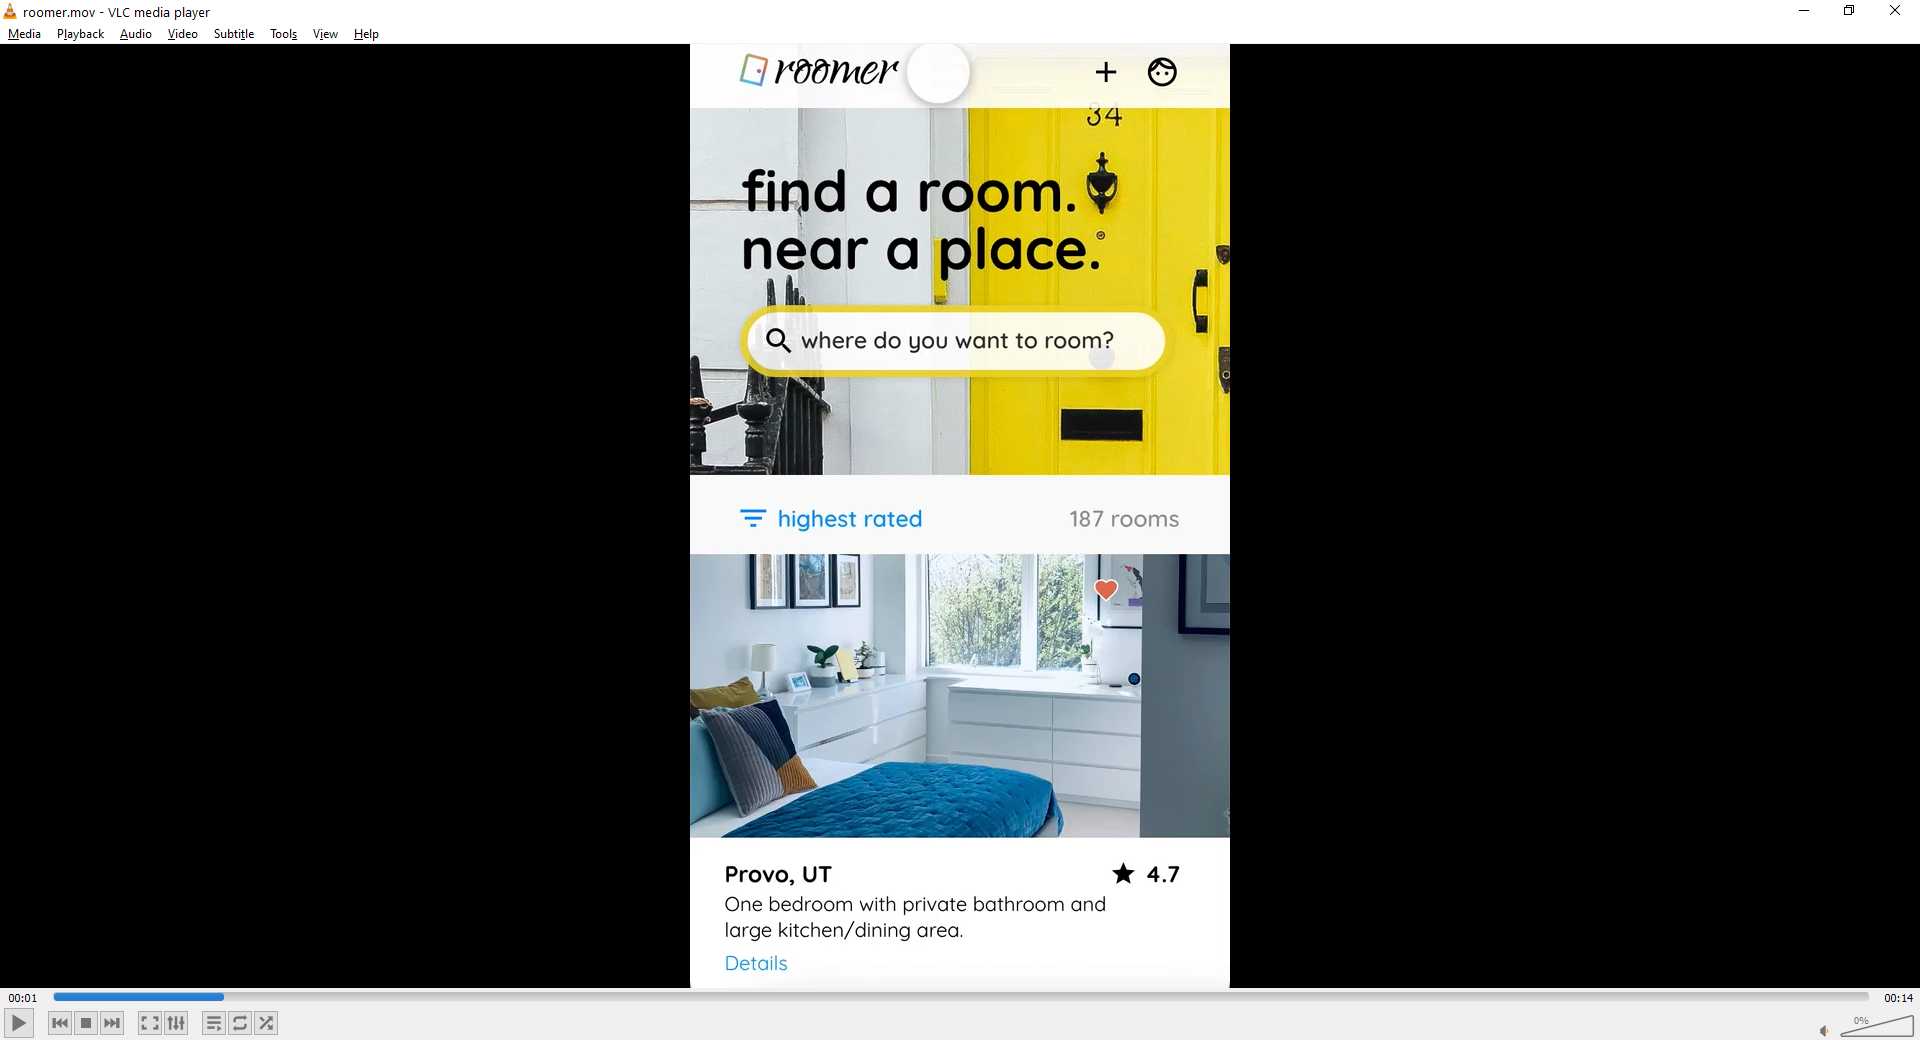 roomer.mov - VLC media player
Media Playback Audio Video Subtitle Tools View Help
roomer
34
find a room.
near a place.
where do you want to room?
highest rated
187 rooms
Provo, UT
4.7
One bedroom with private bathroom and
large kitchen/dining area.
Details
00:01
00:14
0%